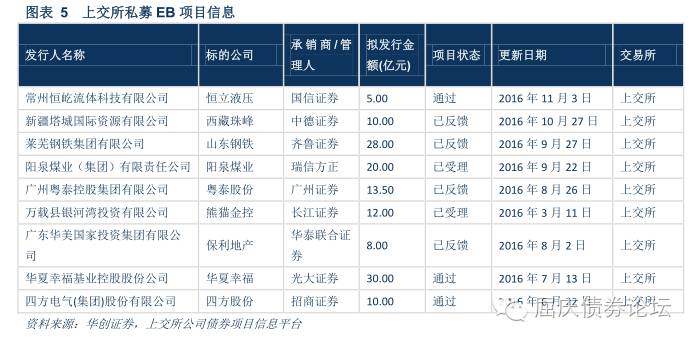 图表 5 上交所私募 EB 项目信息
发行人名称 标的公司 承销商/管理人 拟发行金额(亿元) 项目状态 更新日期 交易所
常州恒屹流体科技有限公司 恒立液压 国信证券 5.00 通过 2016 年 11 月 3 日 上交所
新疆塔城国际资源有限公司 西藏珠峰 中德证券 10.00 已反馈 2016 年 10 月 27 日 上交所
莱芜钢铁集团有限公司 山东钢铁 齐鲁证券 28.00 已反馈 2016 年 9 月 27 日 上交所
阳泉煤业（集团）有限责任公司 阳泉煤业 瑞信方正 20.00 已受理 2016 年 9 月 22 日 上交所
广州粤泰控股集团有限公司 粤泰股份 广州证券 13.50 已反馈 2016 年 8 月 26 日 上交所
万载县银河湾投资有限公司 熊猫金控 长江证券 12.00 已受理 2016 年 3 月 11 日 上交所
广东华美国家投资集团有限公司 保利地产 华泰联合证券 8.00 已反馈 2016 年 8 月 2 日 上交所
华夏幸福基业控股股份公司 华夏幸福 光大证券 30.00 通过 2016 年 7 月 13 日 上交所
四方电气(集团)股份有限公司 四方股份 招商证券 10.00 通过 2016 年 6 月 22 日 上交所
资料来源：华创证券，上交所公司债券项目信息平台
屈庆债券论坛